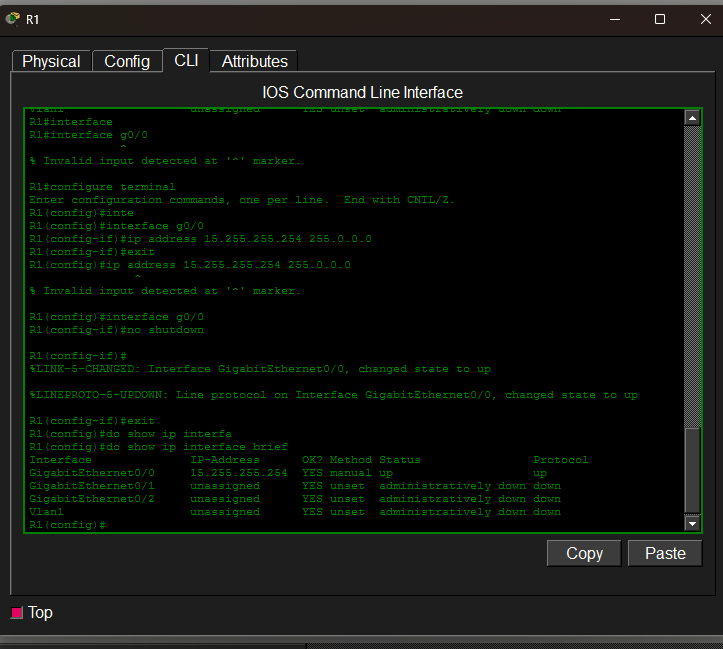 R1
Physical Config CLI Attributes
IOS Command Line Interface
Vlan1 unassigned YES unset administratively down down
R1#interface
R1#interface g0/0
^
% Invalid input detected at '^' marker.
R1#configure terminal
Enter configuration commands, one per line. End with CNTL/Z.
R1(config)#inte
R1(config)#interface g0/0
R1(config-if)#ip address 15.255.255.254 255.0.0.0
R1(config-if)#exit
R1(config)#ip address 15.255.255.254 255.0.0.0
^
% Invalid input detected at '^' marker.
R1(config)#interface g0/0
R1(config-if)#no shutdown
R1(config-if)#
%LINK-5-CHANGED: Interface GigabitEthernet0/0, changed state to up
%LINEPROTO-5-UPDOWN: Line protocol on Interface GigabitEthernet0/0, changed state to up
R1(config-if)#exit
R1(config)#do show ip interfa
R1(config)#do show ip interface brief
Interface IP-Address OK? Method Status Protocol
GigabitEthernet0/0 15.255.255.254 YES manual up up
GigabitEthernet0/1 unassigned YES unset administratively down down
GigabitEthernet0/2 unassigned YES unset administratively down down
Vlan1 unassigned YES unset administratively down down
R1(config)#
Copy Paste
Top